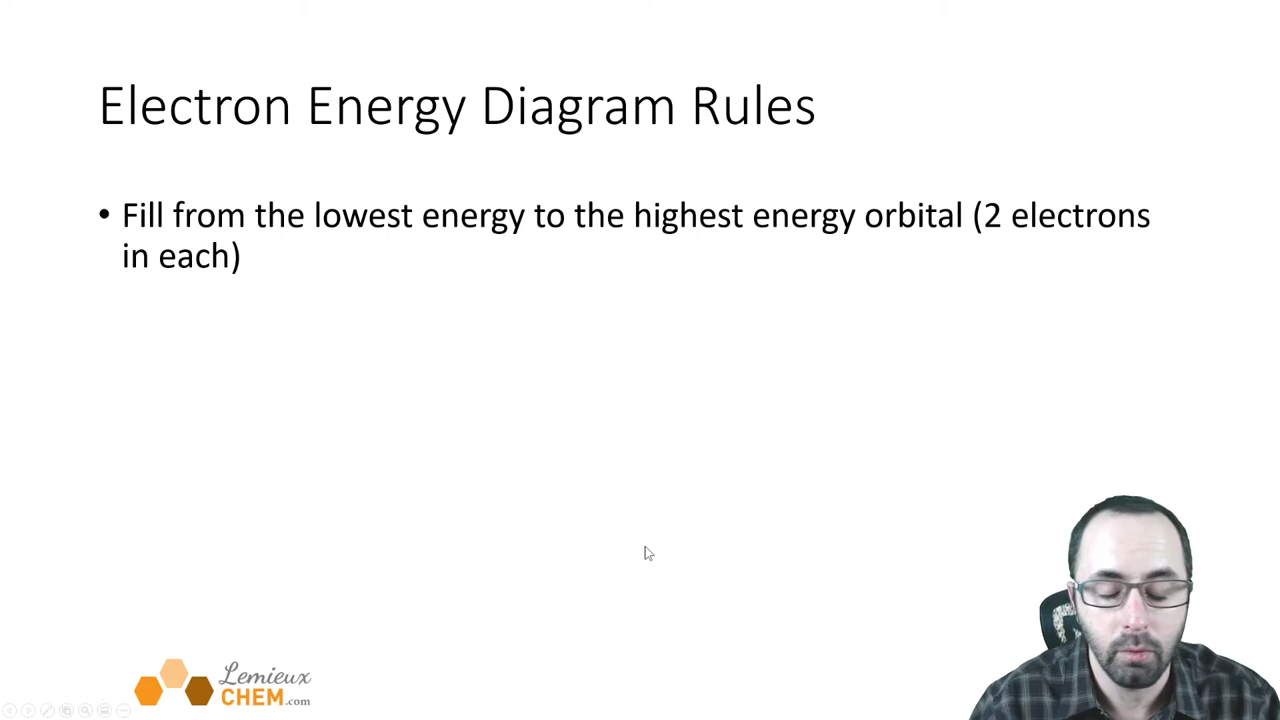 Electron Energy Diagram Rules
• Fill from the lowest energy to the highest energy orbital (2 electrons
in each)
Lemieux
CHEM.com